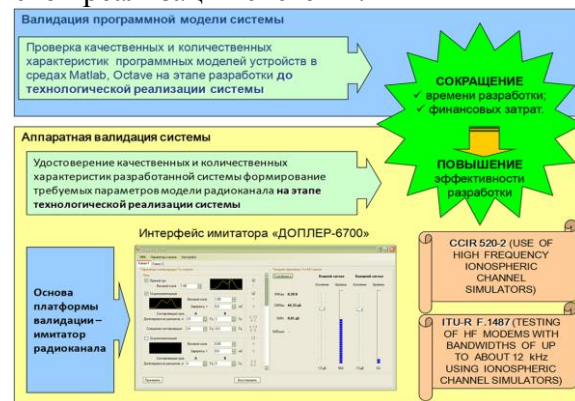 Валидация программной модели системы
Проверка качественных и количественных
характеристик программных моделей устройств в
средах Matlab, Octave на этапе разработки до
технологической реализации системы
СОКРАЩЕНИЕ
✓ времени разработки;
✓ финансовых затрат.
ПОВЫШЕНИЕ
эффективности
разработки
Аппаратная валидация системы
Удостоверение качественных и количественных
характеристик разработанной системы формирование
требуемых параметров модели радиоканала на этапе
технологической реализации системы
Интерфейс имитатора «ДОПЛЕР-6700»
Основа
платформы
валидации –
имитатор
радиоканала
CCIR 520-2 (USE OF
HIGH FREQUENCY
IONOSPHERIC
CHANNEL
SIMULATORS)
ITU-R F.1487 (TESTING
OF HF MODEMS WITH
BANDWIDTHS OF UP
TO ABOUT 12 kHz
USING IONOSPHERIC
CHANNEL SIMULATORS)